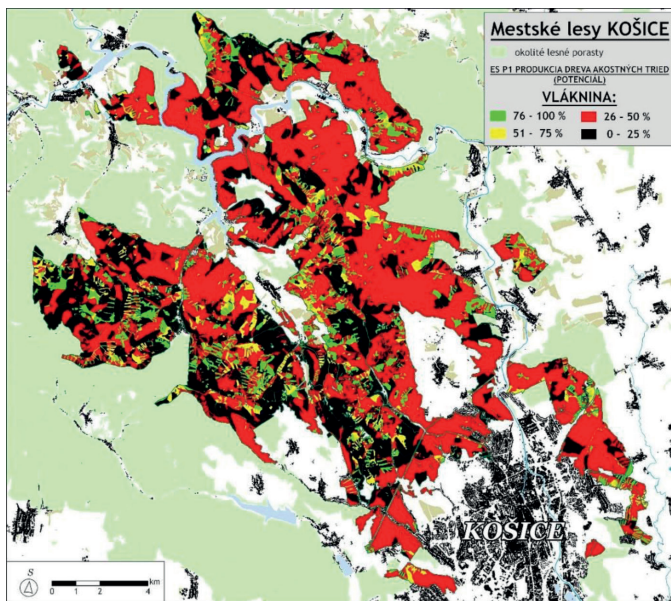 Mestské lesy KOŠICE
okolité lesné porasty
ES P1 PRODUKCIA DREVA AKOSTNÝCH TRIED
(POTENCIÁL)
VLÁKNINA:
76 - 100 % 26 - 50 %
51 - 75 % 0 - 25 %
KOŠICE
S
km
0 1 2 4